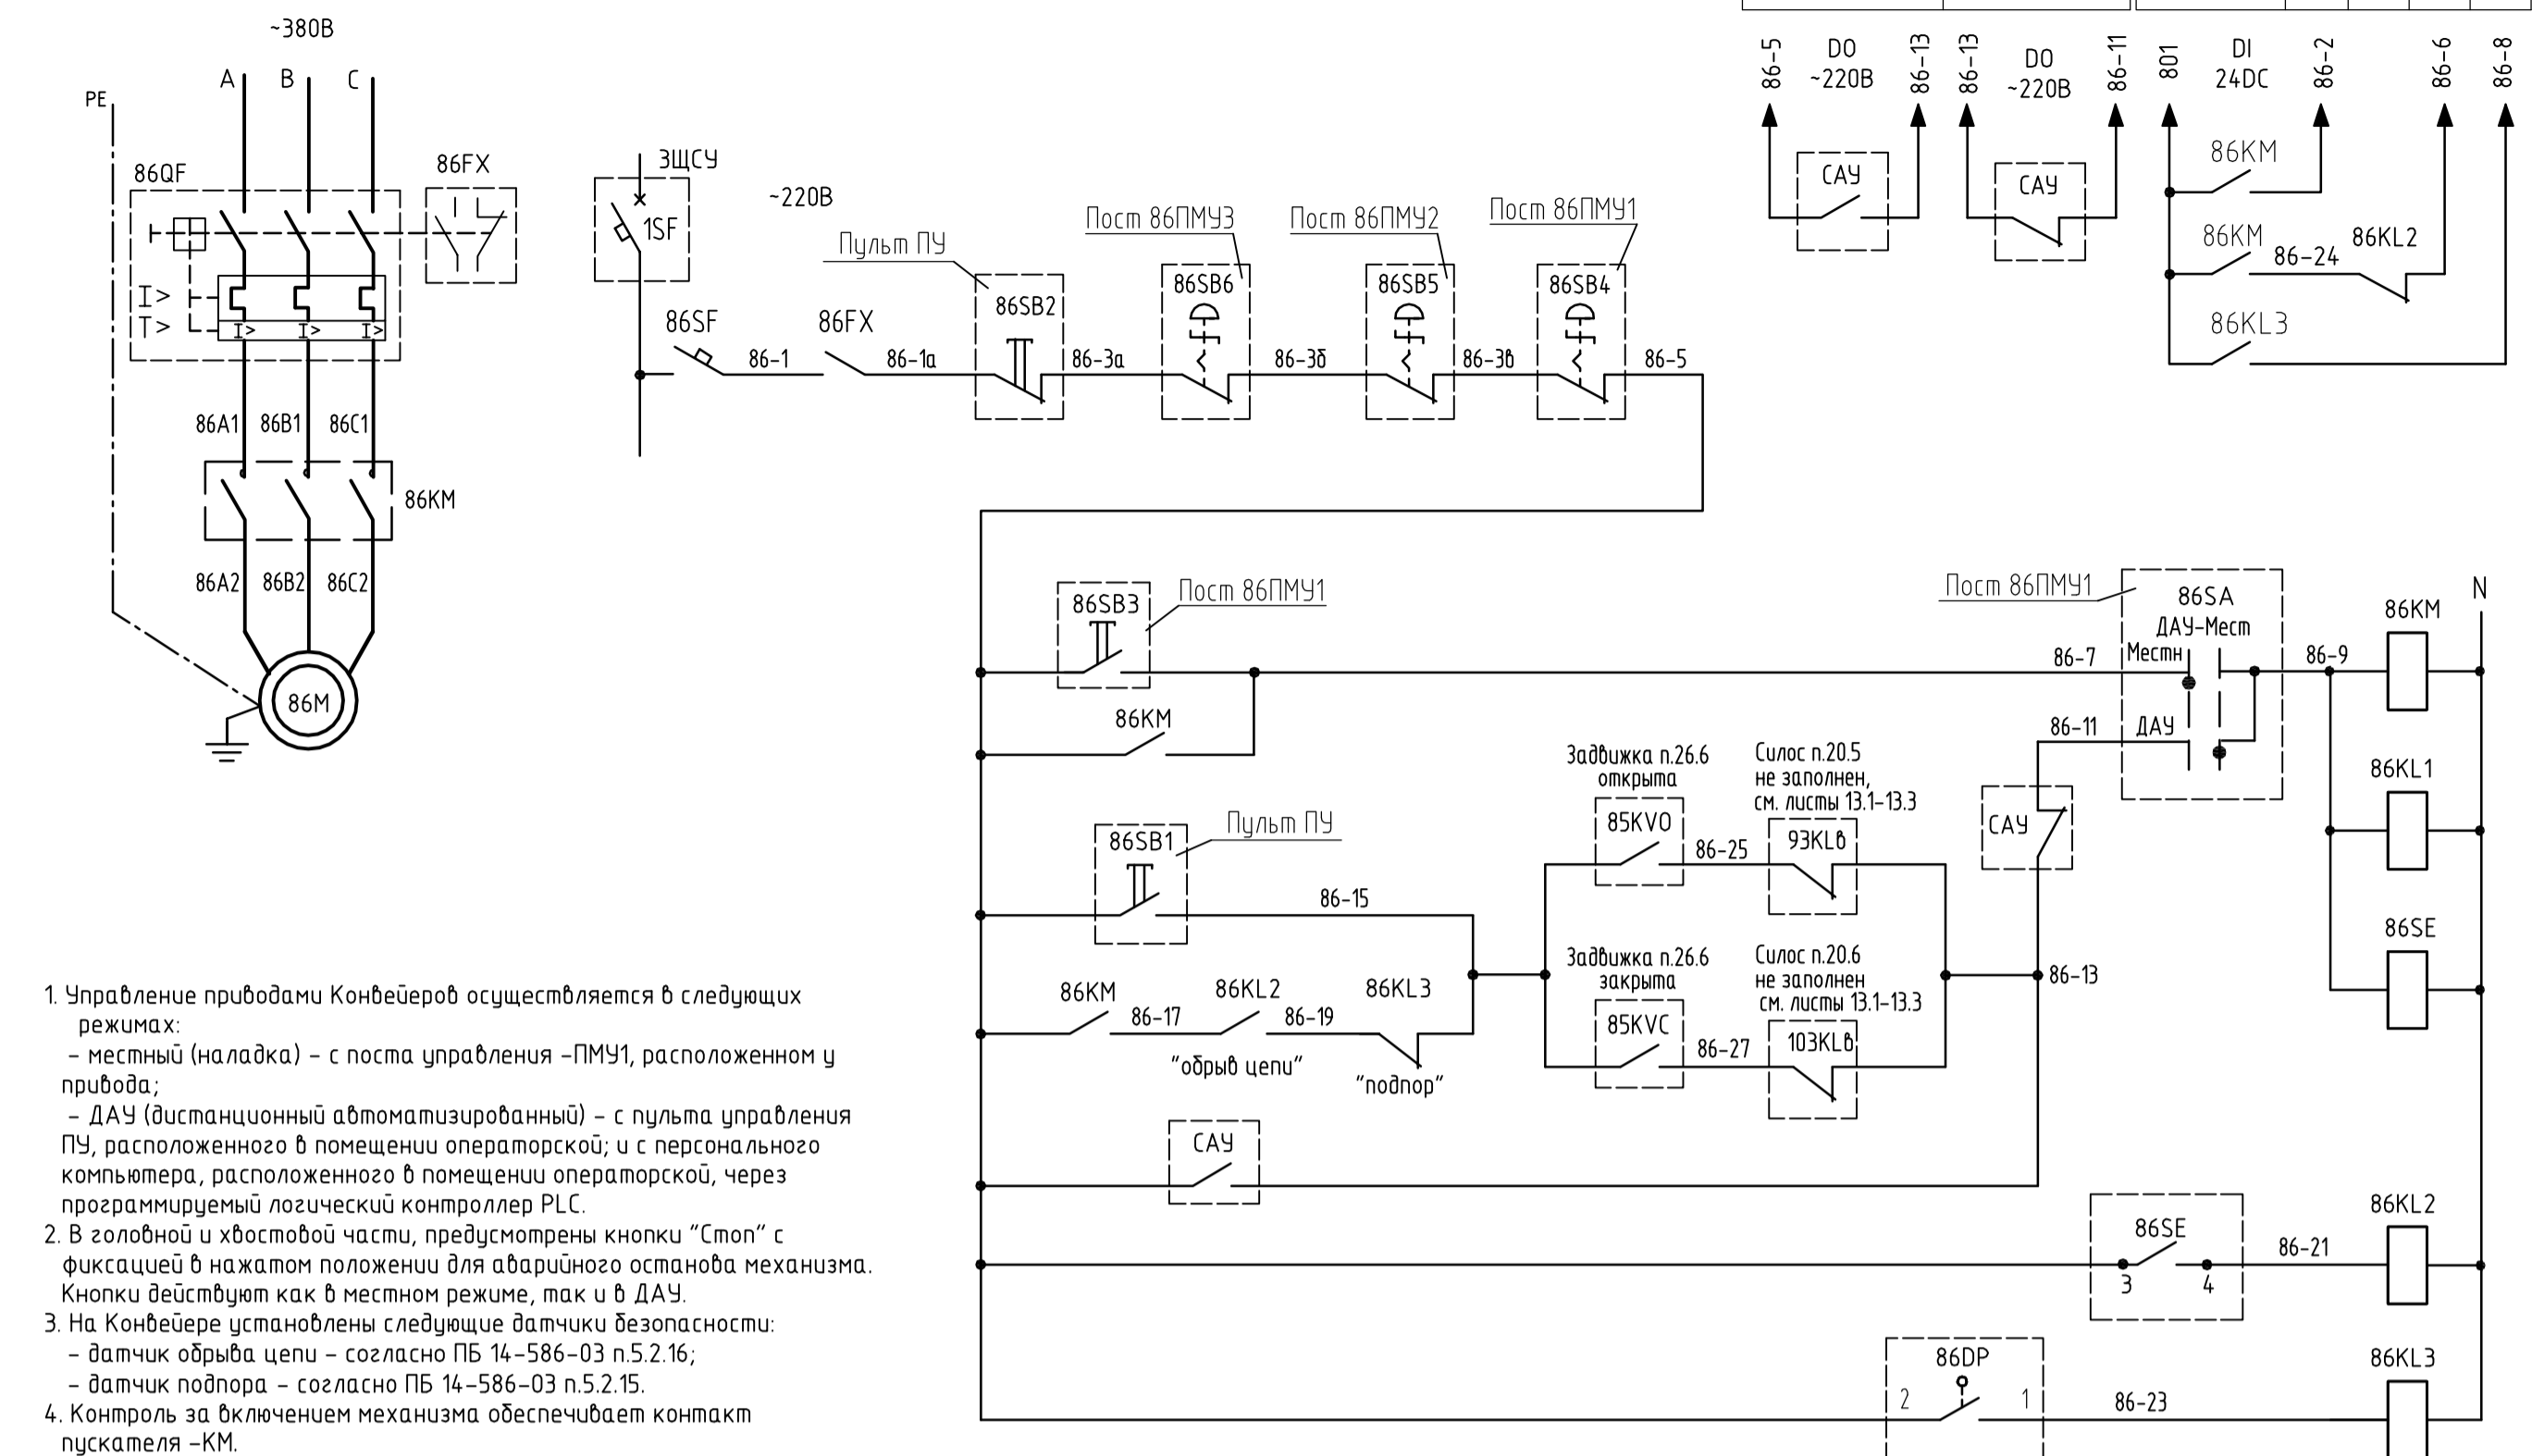 ~380В
A
B
C
PE
86QF
86FX
I>
T>
I>
I>
I>
86A1
86B1
86C1
86KM
86A2
86B2
86C2
86M
3ЩСУ
1SF
~220В
86SF
86-1
86FX
86-1а
Пульт ПУ
86SB2
86-3а
Пост 86ПМУ3
86SB6
86-3б
Пост 86ПМУ2
86SB5
86-3в
Пост 86ПМУ1
86SB4
86-5
86-5
DO
~220В
86-13
САУ
86-13
DO
~220В
86-11
САУ
801
DI
24DC
86-2
86-6
86-8
86KM
86KM
86-24
86KL2
86KL3
86SB3
Пост 86ПМУ1
86KM
86-7
Пост 86ПМУ1
86SA
ДАУ-Мест
Местн
ДАУ
86-9
86-11
86KM
N
86KL1
86SE
86SB1
Пульт ПУ
86-15
Задвижка п.26.6
открыта
85KVO
86-25
Силос п.20.5
не заполнен,
см. листы 13.1-13.3
93KLв
САУ
86KM
86-17
86KL2
86-19
86KL3
"обрыв цепи"
"подпор"
Задвижка п.26.6
закрыта
85KVC
86-27
Силос п.20.6
не заполнен
см. листы 13.1-13.3
103KLв
86-13
САУ
86SE
3
4
86-21
86KL2
86DP
2
1
86-23
86KL3
1. Управление приводами Конвейеров осуществляется в следующих
режимах:
- местный (наладка) - с поста управления -ПМУ1, расположенном у
привода;
- ДАУ (дистанционный автоматизированный) - с пульта управления
ПУ, расположенного в помещении операторской; и с персонального
компьютера, расположенного в помещении операторской, через
программируемый логический контроллер PLC.
2. В головной и хвостовой части, предусмотрены кнопки "Стоп" с
фиксацией в нажатом положении для аварийного останова механизма.
Кнопки действуют как в местном режиме, так и в ДАУ.
3. На Конвейере установлены следующие датчики безопасности:
- датчик обрыва цепи - согласно ПБ 14-586-03 п.5.2.16;
- датчик подпора - согласно ПБ 14-586-03 п.5.2.15.
4. Контроль за включением механизма обеспечивает контакт
пускателя -КМ.